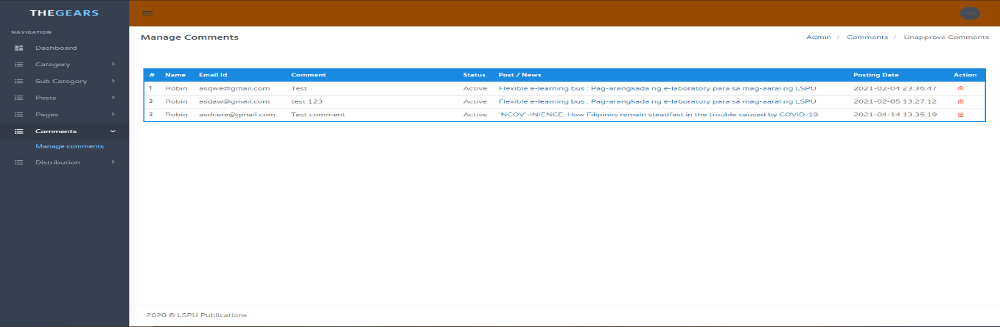 THEGEARS
NAVIGATION
Dashboard
Category
Sub Category
Posts
Pages
Comments
Manage comments
Distribution
Manage Comments
Admin / Comments / Unapprove Comments
# Name Email Id Comment Status Post / News Posting Date Action
1 Robin asqwe@gmail.com Test Active Flexible e-learning bus : Pag-arangkada ng e-laboratory para sa mag-aaral ng LSPU 2021-02-04 23:36:47
2 Robin asdaw@gmail.com test 123 Active Flexible e-learning bus : Pag-arangkada ng e-laboratory para sa mag-aaral ng LSPU 2021-02-05 13:27:12
3 Robin asdcere@gmail.com Test comment Active 'NCOV'-INIENCE: How Filipinos remain steadfast in the trouble caused by COVID-19 2021-04-14 13:35:19
2020 © LSPU Publications